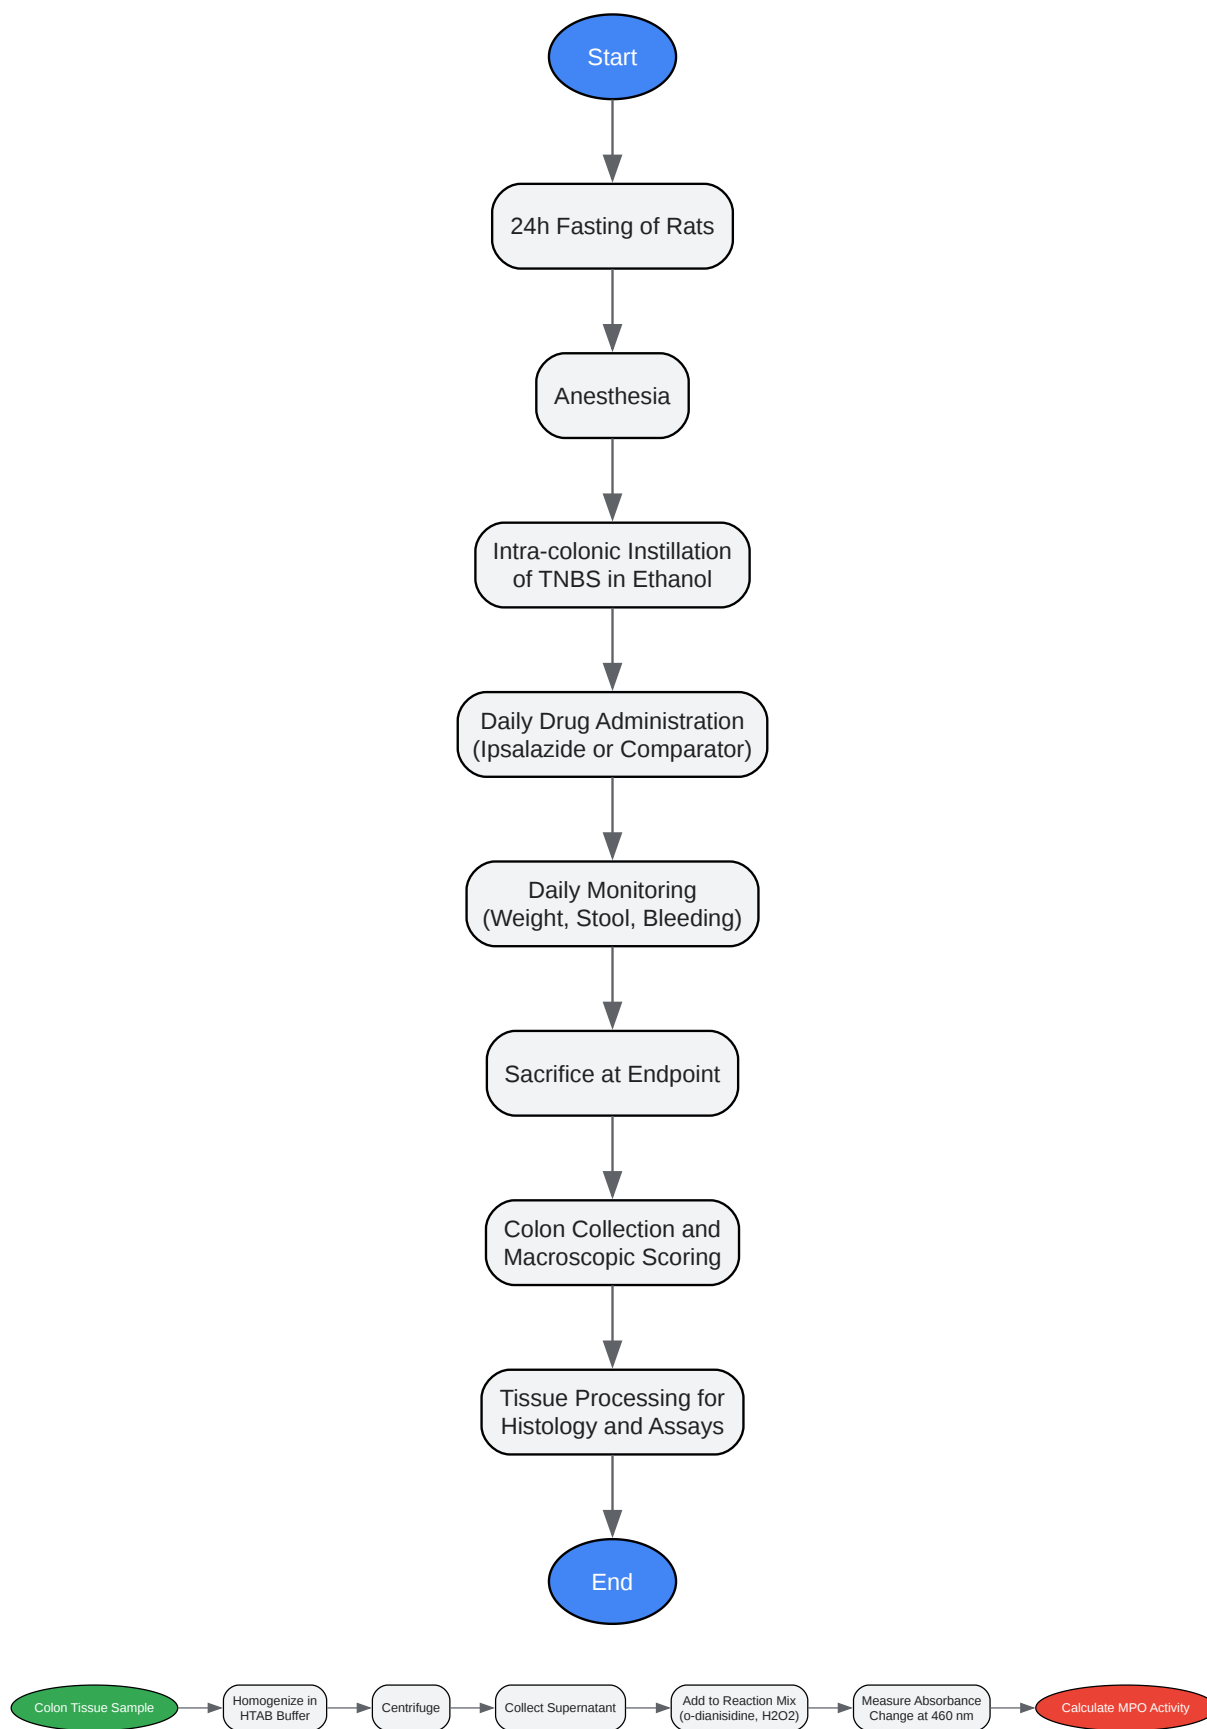 Start
24h Fasting of Rats
Anesthesia
Intra-colonic Instillation
of TNBS in Ethanol
Daily Drug Administration
(Ipsalazide or Comparator)
Daily Monitoring
(Weight, Stool, Bleeding)
Sacrifice at Endpoint
Colon Collection and
Macroscopic Scoring
Tissue Processing for
Histology and Assays
End
Colon Tissue Sample
Homogenize in
HTAB Buffer
Centrifuge
Collect Supernatant
Add to Reaction Mix
(o-dianisidine, H2O2)
Measure Absorbance
Change at 460 nm
Calculate MPO Activity